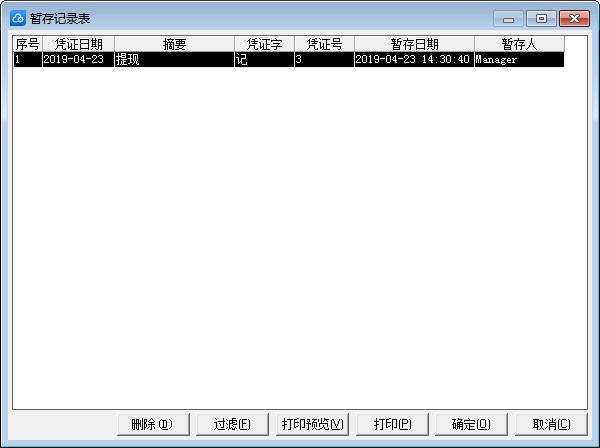 暂存记录表
序号 凭证日期 摘要 凭证字 凭证号 暂存日期 暂存人
1 2019-04-23 提现 记 3 2019-04-23 14:30:40 Manager
删除(D) 过滤(F) 打印预览(V) 打印(P) 确定(O) 取消(C)